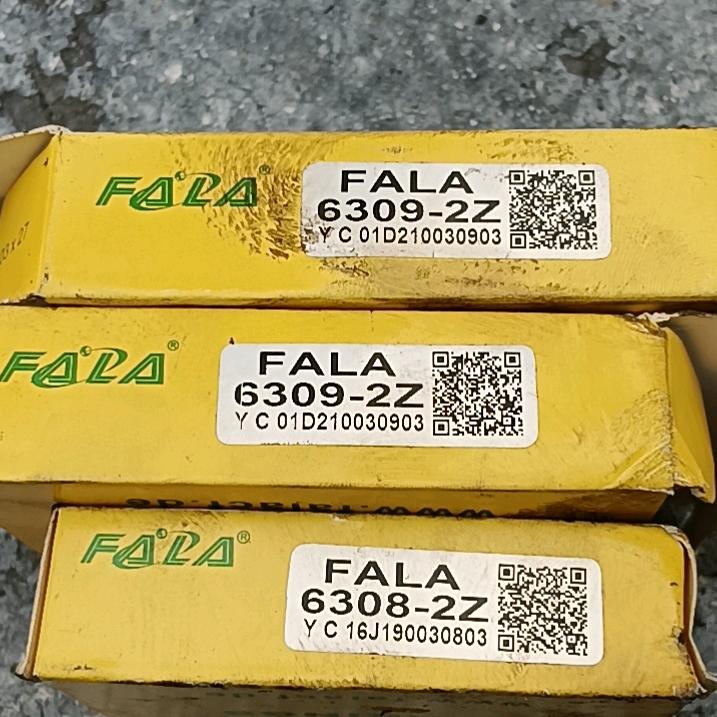 FALA®
FALA
6309-2Z
Y C 01D210030903
FALA®
FALA
6309-2Z
Y C 01D210030903
FALA®
FALA
6308-2Z
Y C 16J190030803